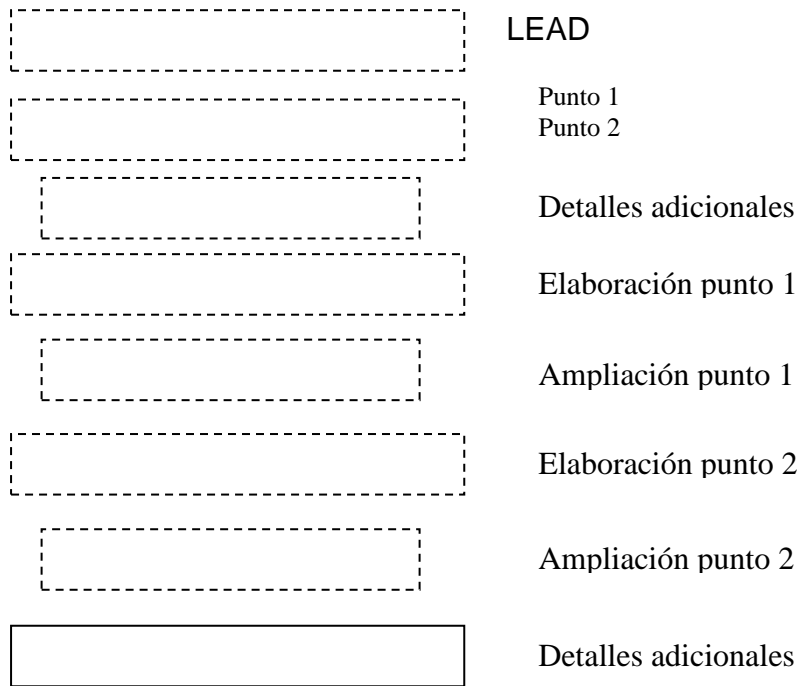 LEAD
Punto 1
Punto 2
Detalles adicionales
Elaboración punto 1
Ampliación punto 1
Elaboración punto 2
Ampliación punto 2
Detalles adicionales